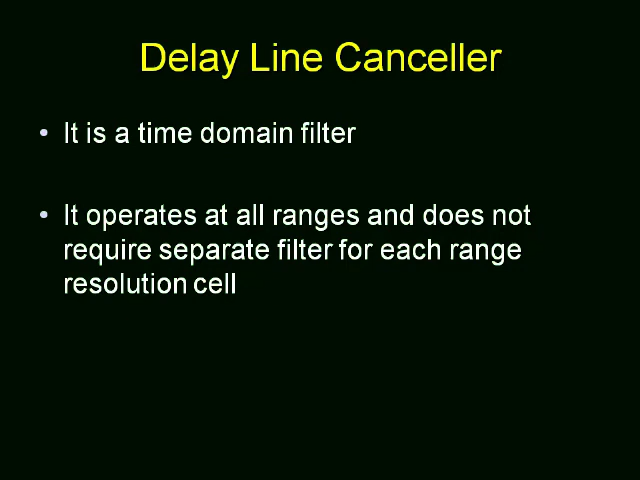 Delay Line Canceller
• It is a time domain filter
• It operates at all ranges and does not
require separate filter for each range
resolution cell